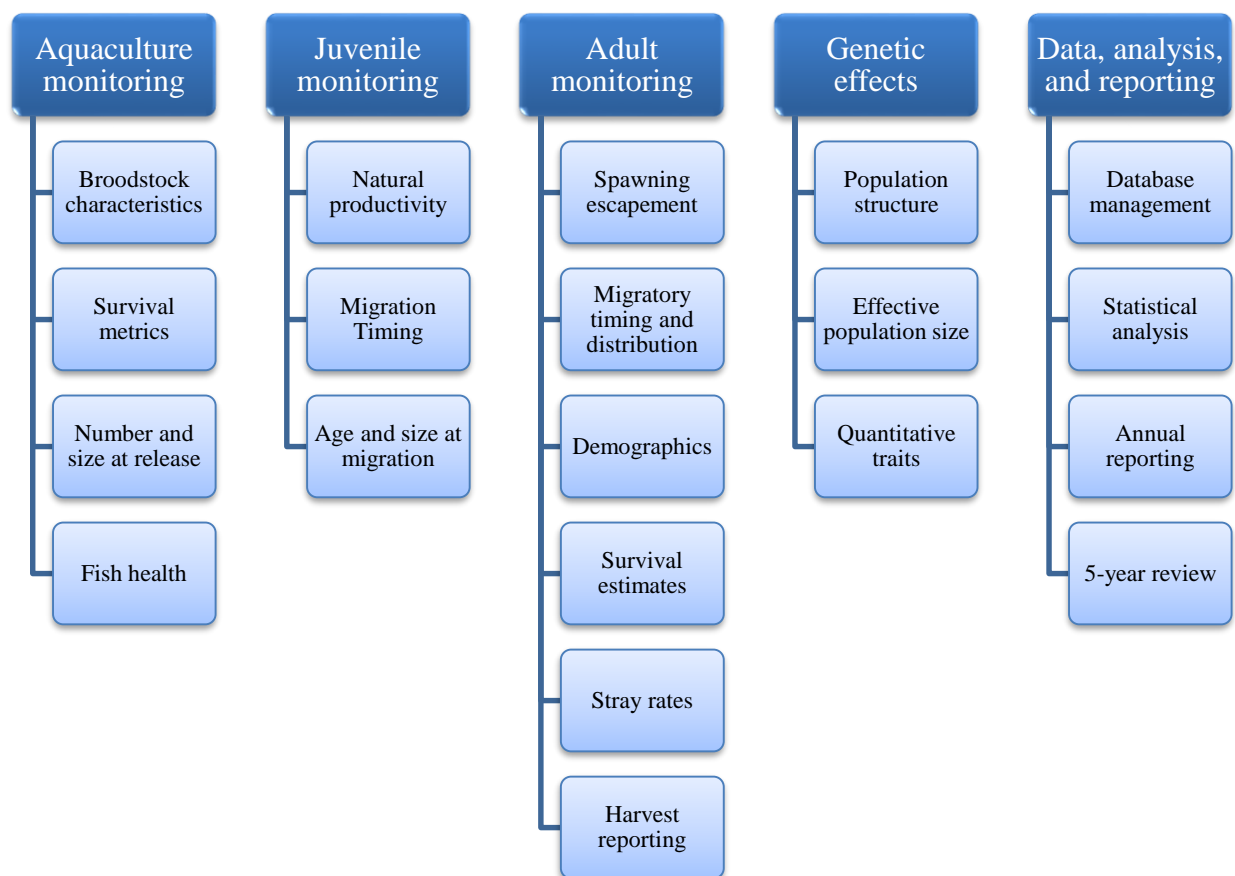 Aquaculture
monitoring
Broodstock
characteristics
Survival
metrics
Number and
size at release
Fish health
Juvenile
monitoring
Natural
productivity
Migration
Timing
Age and size at
migration
Adult
monitoring
Spawning
escapement
Migratory
timing and
distribution
Demographics
Survival
estimates
Stray rates
Harvest
reporting
Genetic
effects
Population
structure
Effective
population size
Quantitative
traits
Data, analysis,
and reporting
Database
management
Statistical
analysis
Annual
reporting
5-year review